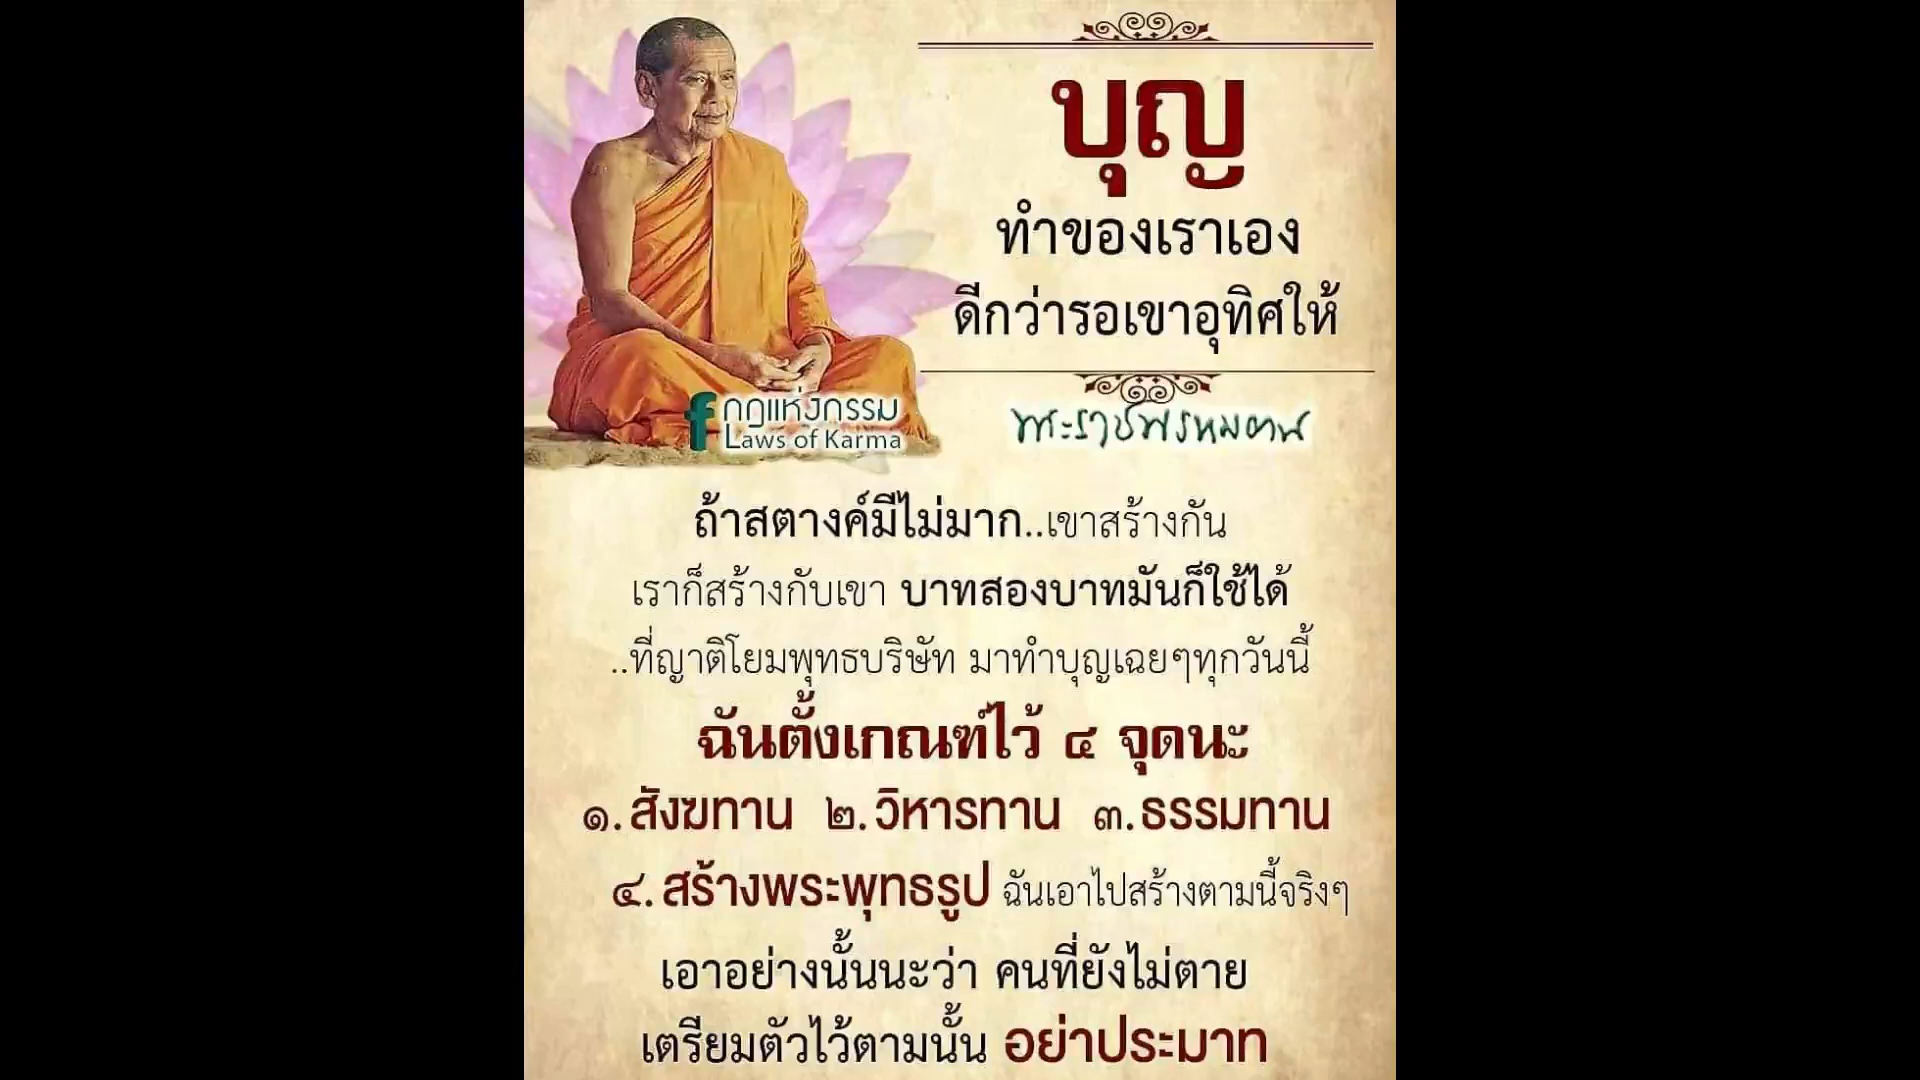 บุญ
ทำของเราเอง
ดีกว่ารอเขาอุทิศให้
กฎแห่งกรรม
Laws of Karma
พระราชพรหมยาน
ถ้าสตางค์มีไม่มาก..เขาสร้างกัน
เราก็สร้างกับเขา บาทสองบาทมันก็ใช้ได้
..ที่ญาติโยมพุทธบริษัท มาทำบุญเฉยๆทุกวันนี้
ฉันตั้งเกณฑ์ไว้ ๔ จุดนะ
๑.สังฆทาน ๒.วิหารทาน ๓.ธรรมทาน
๔.สร้างพระพุทธรูป ฉันเอาไปสร้างตามนี้จริงๆ
เอาอย่างนั้นนะว่า คนที่ยังไม่ตาย
เตรียมตัวไว้ตามนั้น อย่าประมาท